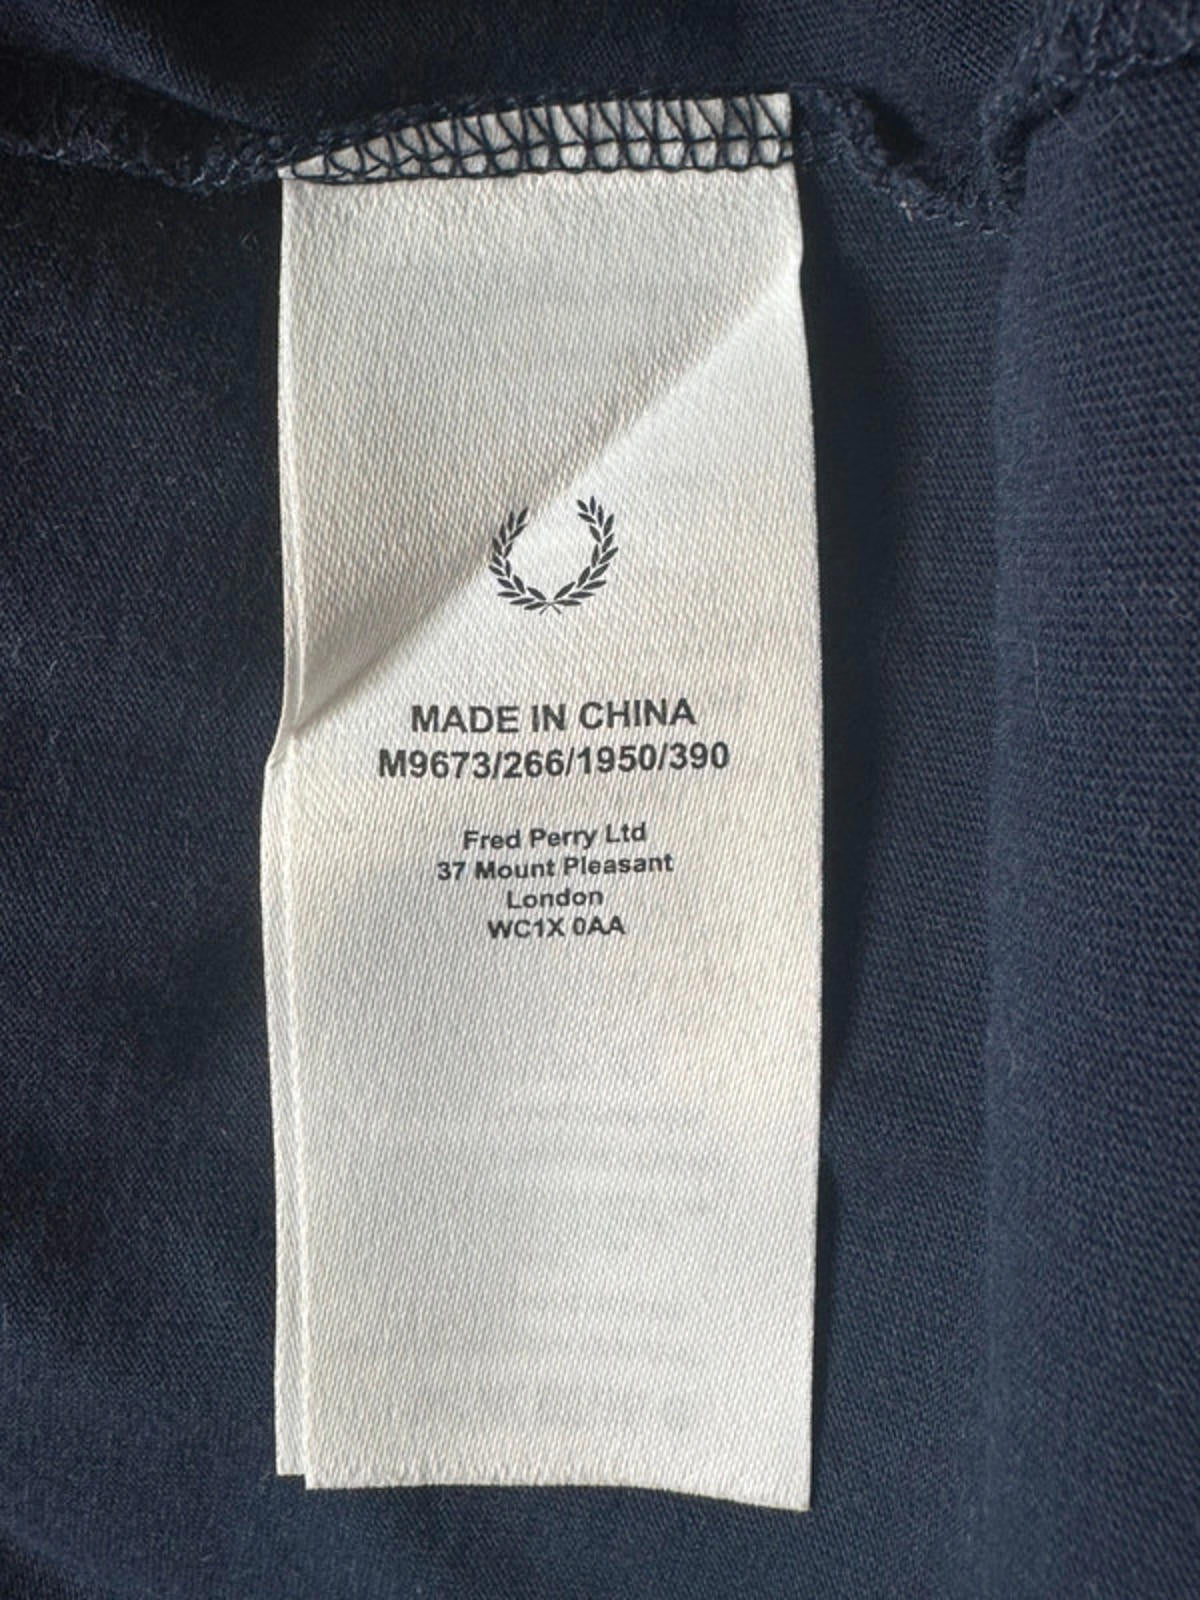 MADE IN CHINA
M9673/266/1950/390
Fred Perry Ltd
37 Mount Pleasant
London
WC1X 0AA